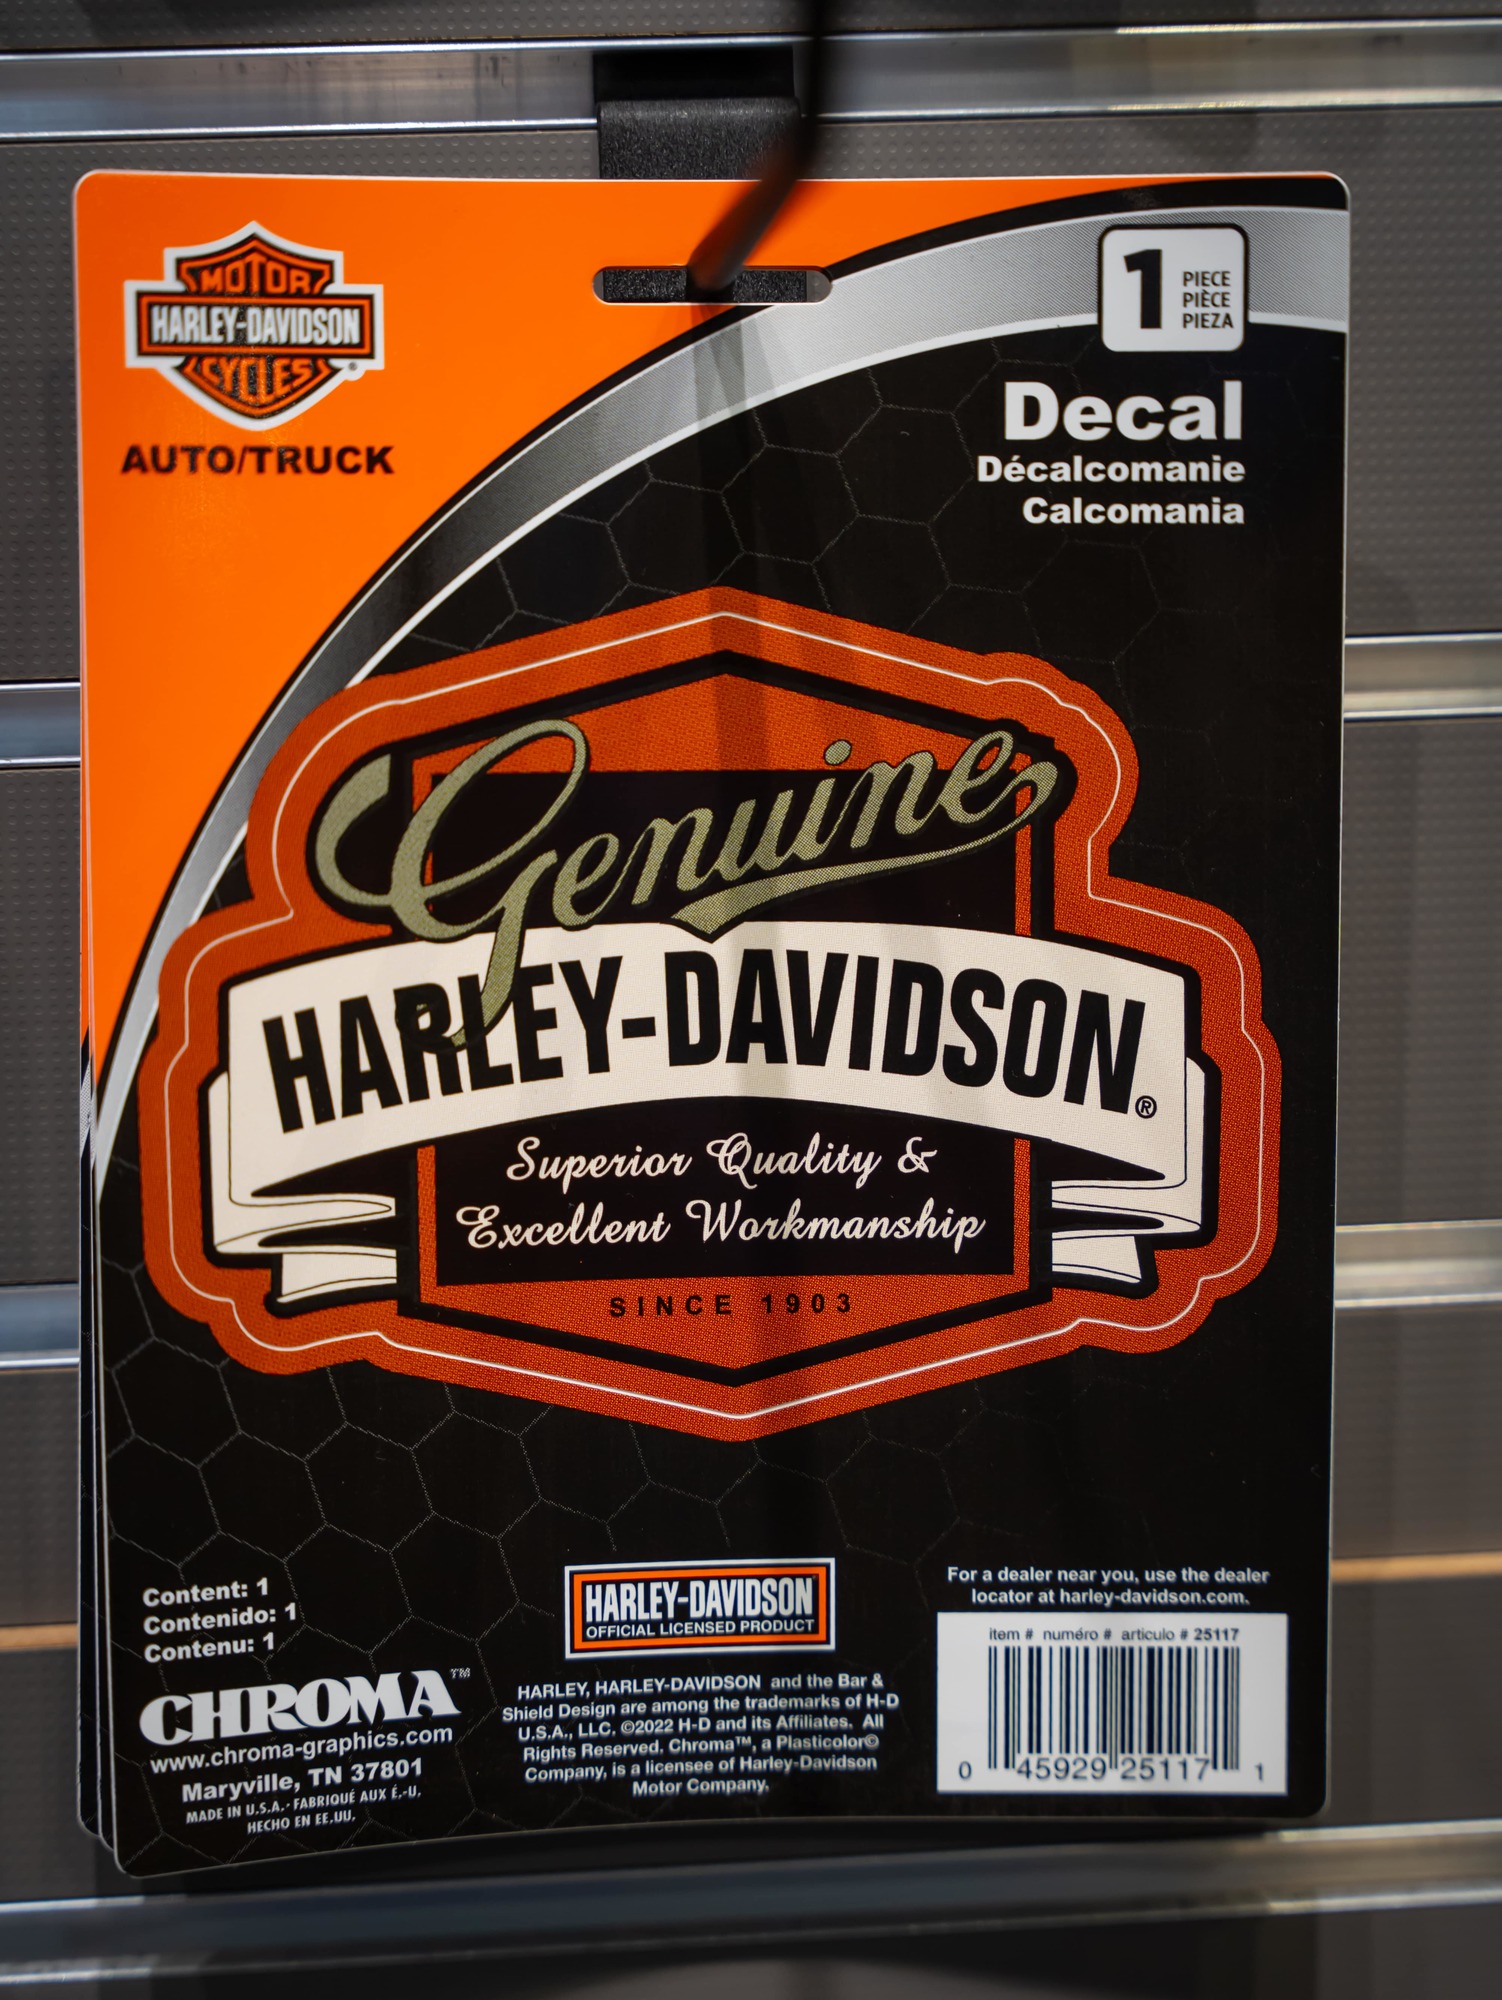 MOTOR
HARLEY-DAVIDSON
CYCLES
®
AUTO/TRUCK
1
PIECE
PIÈCE
PIEZA
Decal
Décalcomanie
Calcomania
Genuine
HARLEY-DAVIDSON®
Superior Quality &
Excellent Workmanship
SINCE 1903
Content: 1
Contenido: 1
Contenu: 1
CHROMA™
www.chroma-graphics.com
Maryville, TN 37801
MADE IN U.S.A.·FABRIQUÉ AUX É.-U.
HECHO EN EE.UU.
HARLEY-DAVIDSON
OFFICIAL LICENSED PRODUCT
HARLEY, HARLEY-DAVIDSON and the Bar &
Shield Design are among the trademarks of H-D
U.S.A., LLC. ©2022 H-D and its Affiliates. All
Rights Reserved. Chroma™, a Plasticolor©
Company, is a licensee of Harley-Davidson
Motor Company.
For a dealer near you, use the dealer
locator at harley-davidson.com.
item # numéro # articulo # 25117
0 45929 25117 1